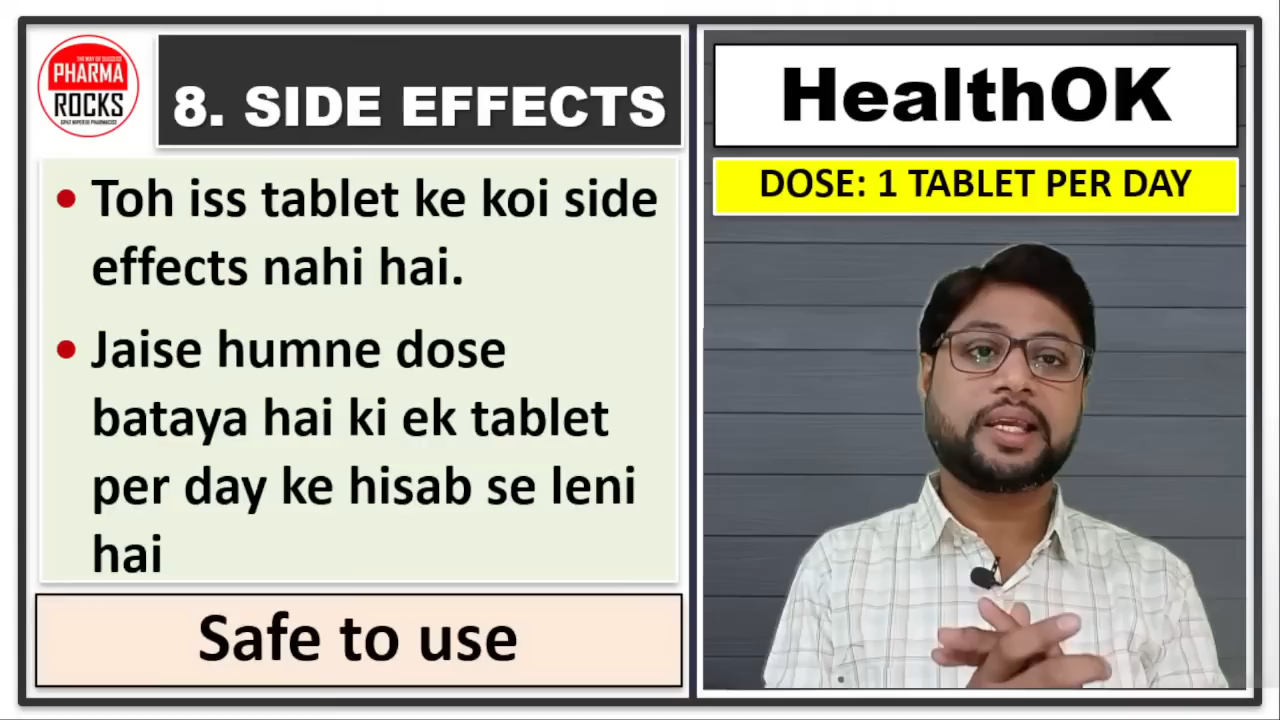 PHARMA
ROCKS
8. SIDE EFFECTS
• Toh iss tablet ke koi side
effects nahi hai.
• Jaise humne dose
bataya hai ki ek tablet
per day ke hisab se leni
hai
Safe to use
HealthOK
DOSE: 1 TABLET PER DAY